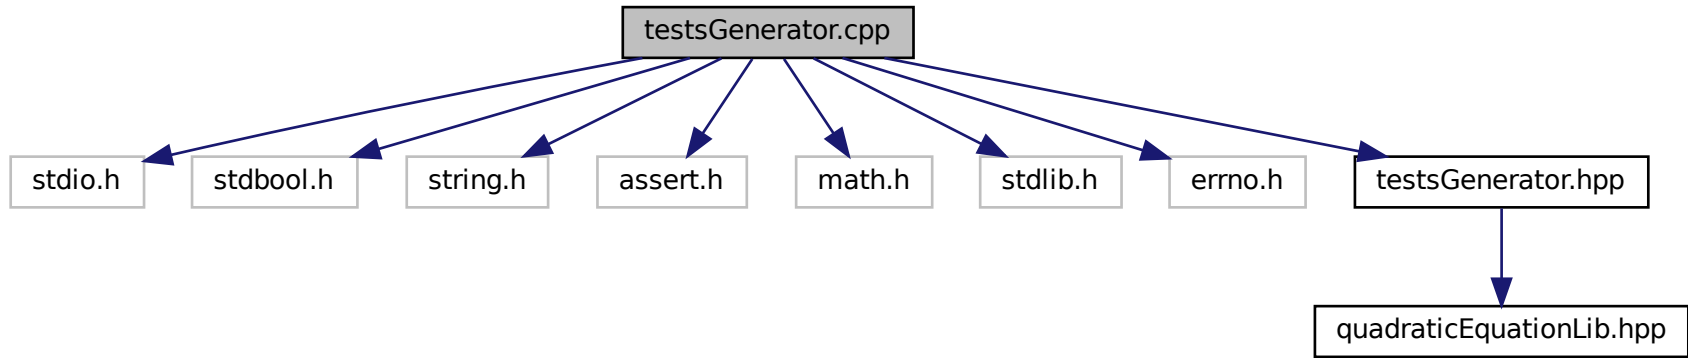 testsGenerator.cpp
stdio.h
stdbool.h
string.h
assert.h
math.h
stdlib.h
errno.h
testsGenerator.hpp
quadraticEquationLib.hpp